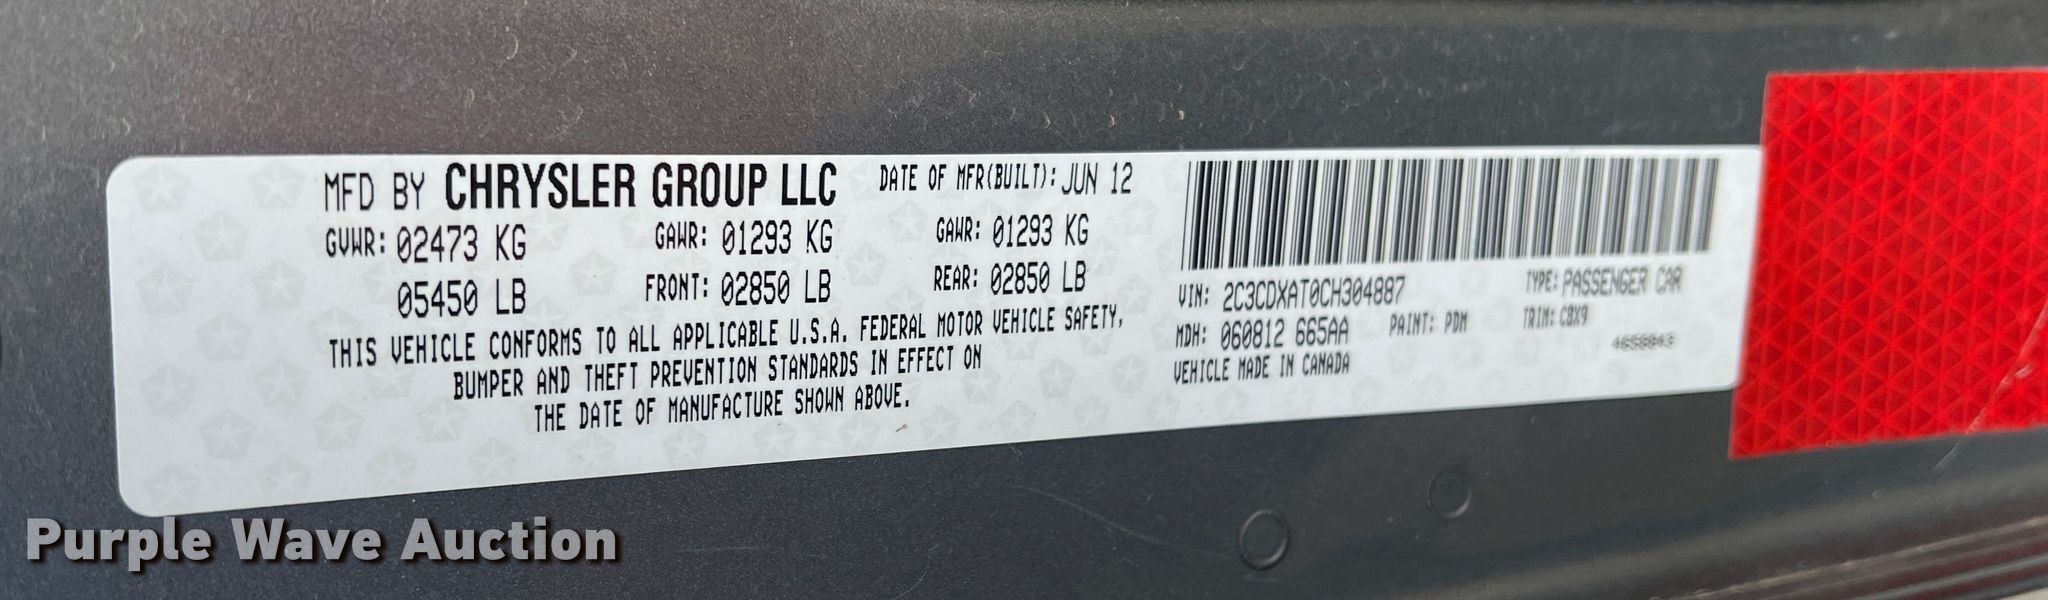 MFD BY CHRYSLER GROUP LLC DATE OF MFR(BUILT): JUN 12
GVWR: 02473 KG GAWR: 01293 KG GAWR: 01293 KG
05450 LB FRONT: 02850 LB REAR: 02850 LB
THIS VEHICLE CONFORMS TO ALL APPLICABLE U.S.A. FEDERAL MOTOR VEHICLE SAFETY,
BUMPER AND THEFT PREVENTION STANDARDS IN EFFECT ON
THE DATE OF MANUFACTURE SHOWN ABOVE.
VIN: 2C3CDXAT0CH304887 TYPE: PASSENGER CAR
MDH: 060812 665AA PAINT: PDM TRIM: C8X9
VEHICLE MADE IN CANADA
Purple Wave Auction